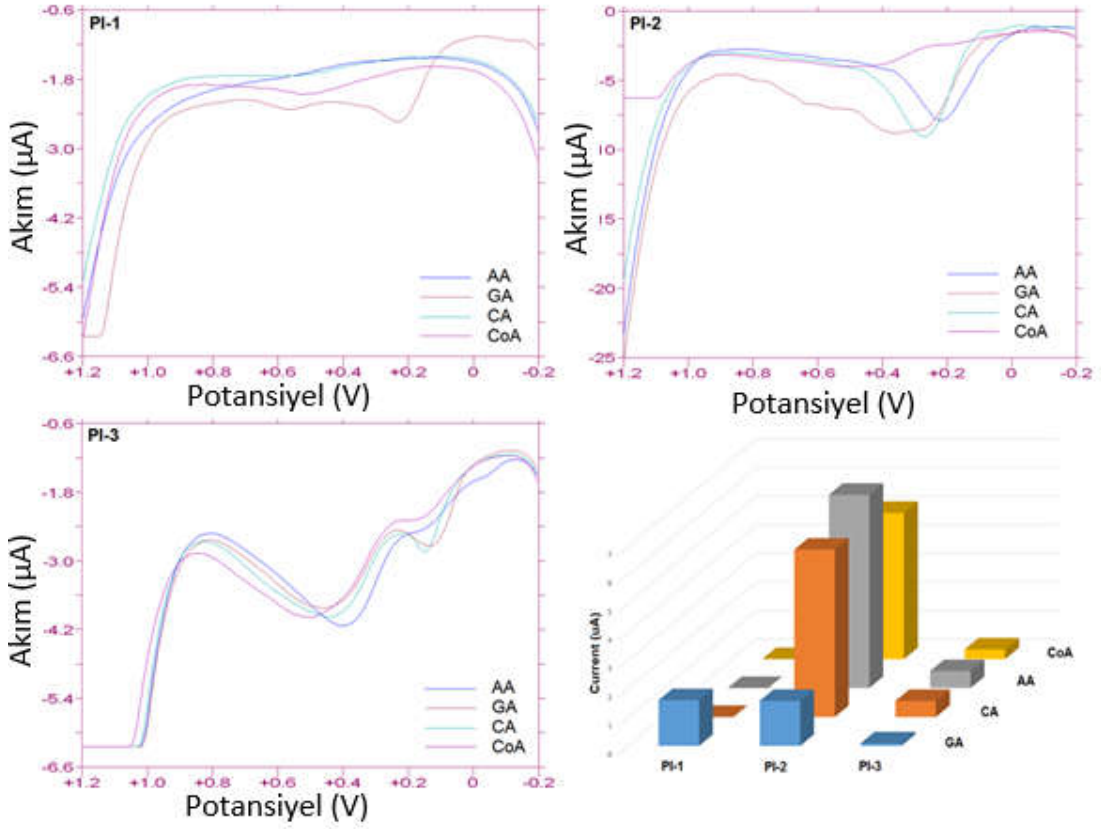 -0.6
PI-1
-1.8
-3.0
-4.2
-5.4
-6.6
Akım (µA)
AA
GA
CA
CoA
+1.2 +1.0 +0.8 +0.6 +0.4 +0.2 0 -0.2
Potansiyel (V)
0
PI-2
-5
10
15
-20
-25
Akım (µA)
AA
GA
CA
CoA
+1.2 +1.0 +0.8 +0.6 +0.4 +0.2 0 -0.2
Potansiyel (V)
-0.6
PI-3
-1.8
-3.0
-4.2
-5.4
-6.6
Akım (µA)
AA
GA
CA
CoA
+1.2 +1.0 +0.8 +0.6 +0.4 +0.2 0 -0.2
Potansiyel (V)
Current (uA)
CoA
AA
CA
GA
PI-1 PI-2 PI-3